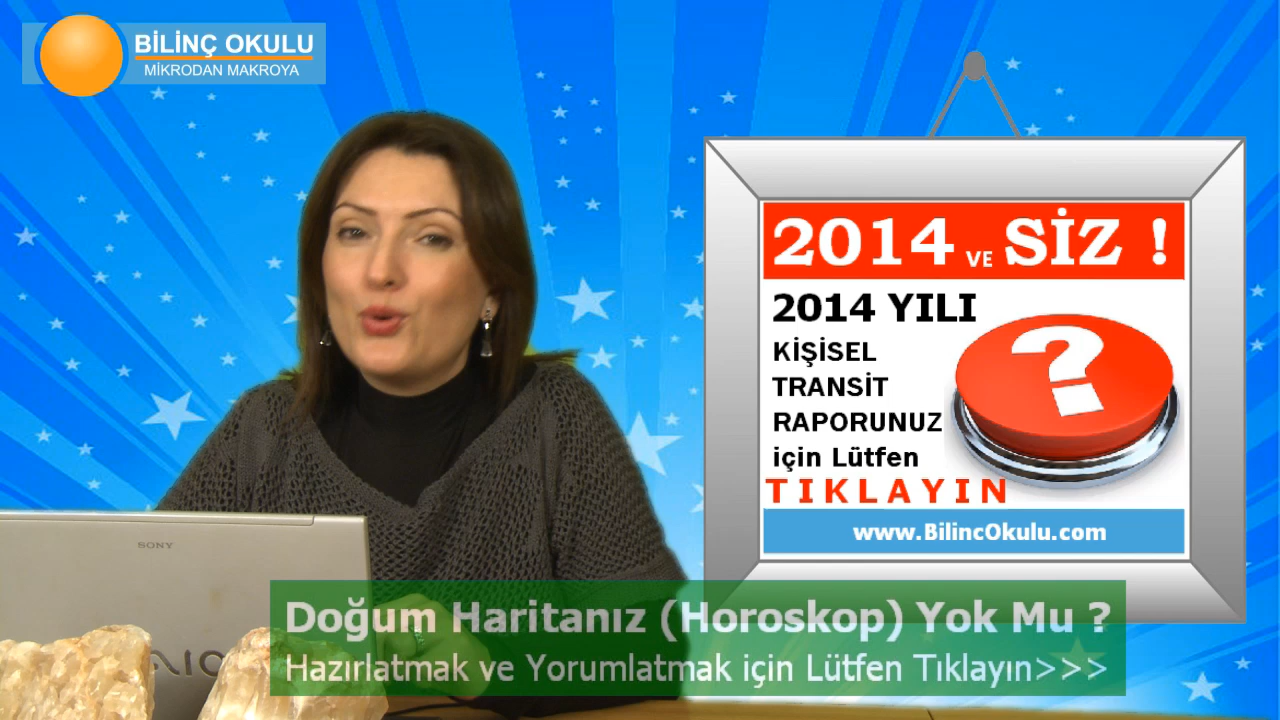 BİLİNÇ OKULU
MİKRODAN MAKROYA
2014 VE SİZ !
2014 YILI
KİŞİSEL
TRANSİT
RAPORUNUZ
için Lütfen
TIKLAYIN
?
www.BilincOkulu.com
SONY
VAIO
Doğum Haritanız (Horoskop) Yok Mu ?
Hazırlatmak ve Yorumlatmak için Lütfen Tıklayın>>>